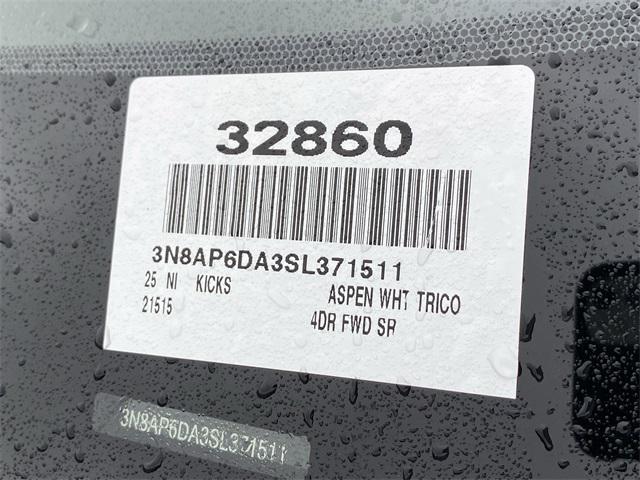 32860
3N8AP6DA3SL371511
25 NI KICKS ASPEN WHT TRICO
21515 4DR FWD SR
3N8AP6DA3SL371511